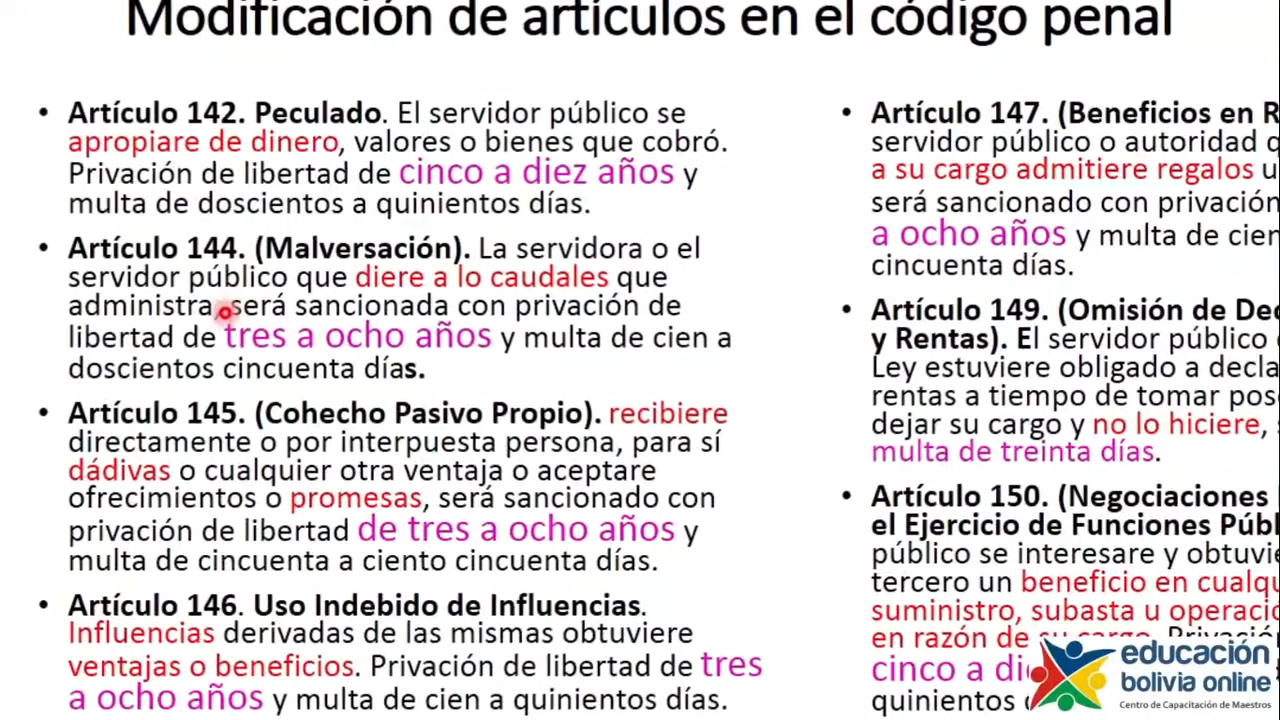 Modificación de artículos en el código penal
• Artículo 142. Peculado. El servidor público se
apropiare de dinero, valores o bienes que cobró.
Privación de libertad de cinco a diez años y
multa de doscientos a quinientos días.
• Artículo 144. (Malversación). La servidora o el
servidor público que diere a lo caudales que
administra, será sancionada con privación de
libertad de tres a ocho años y multa de cien a
doscientos cincuenta días.
• Artículo 145. (Cohecho Pasivo Propio). recibiere
directamente o por interpuesta persona, para sí
dádivas o cualquier otra ventaja o aceptare
ofrecimientos o promesas, será sancionado con
privación de libertad de tres a ocho años y
multa de cincuenta a ciento cincuenta días.
• Artículo 146. Uso Indebido de Influencias.
Influencias derivadas de las mismas obtuviere
ventajas o beneficios. Privación de libertad de tres
a ocho años y multa de cien a quinientos días.
• Artículo 147. (Beneficios en
servidor público o autoridad
a su cargo admitiere regalos
será sancionado con privación
a ocho años y multa de
cincuenta días.
• Artículo 149. (Omisión de
y Rentas). El servidor público
Ley estuviere obligado a
rentas a tiempo de tomar
dejar su cargo y no lo hiciere,
multa de treinta días.
• Artículo 150. (Negociaciones
el Ejercicio de Funciones
público se interesare y
tercero un beneficio en
suministro, subasta u
en razón de su cargo.
cinco a
quinientos
educación
bolivia online
Centro de Capacitación de Maestros